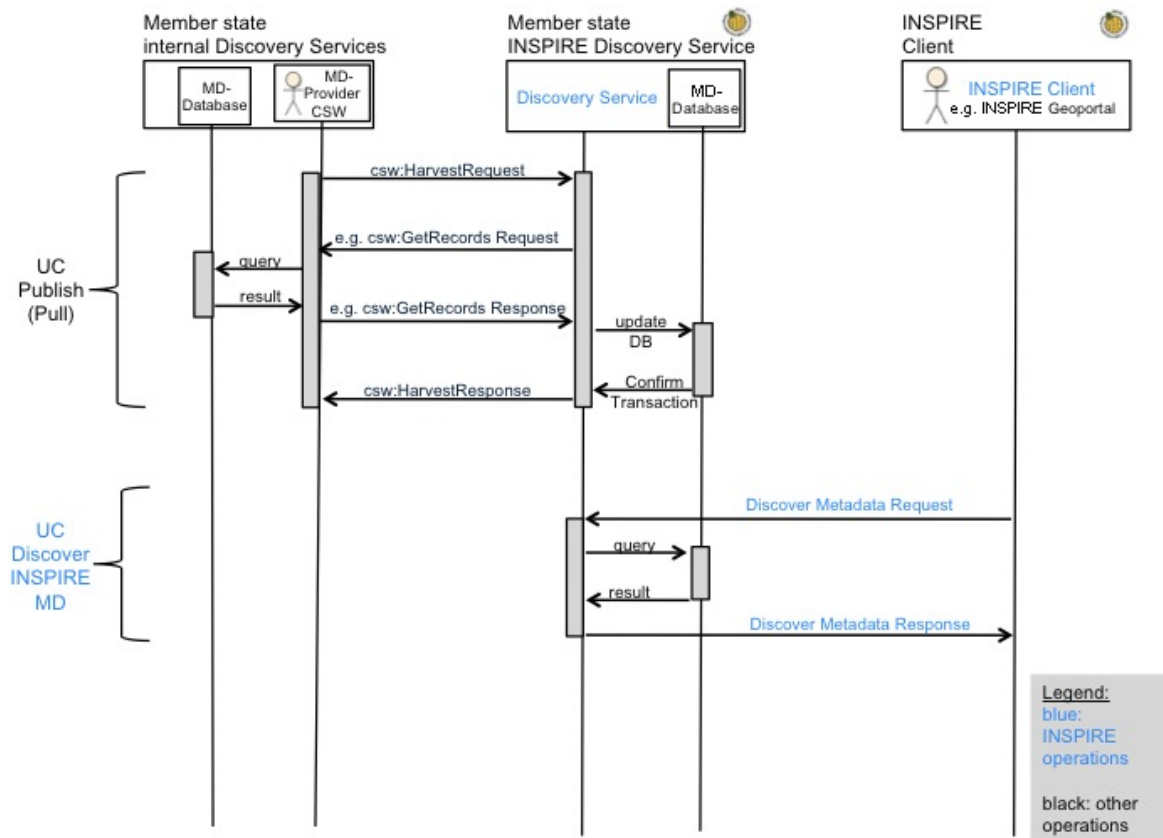 Member state
internal Discovery Services
Member state
INSPIRE Discovery Service
INSPIRE
Client
MD-
Database
MD-
Provider
CSW
Discovery Service
MD-
Database
INSPIRE Client
e.g. INSPIRE Geoportal
UC
Publish
(Pull)
csw:HarvestRequest
e.g. csw:GetRecords Request
query
result
e.g. csw:GetRecords Response
update
DB
Confirm
Transaction
csw:HarvestResponse
UC
Discover
INSPIRE
MD
Discover Metadata Request
query
result
Discover Metadata Response
Legend:
blue:
INSPIRE
operations
black: other
operations